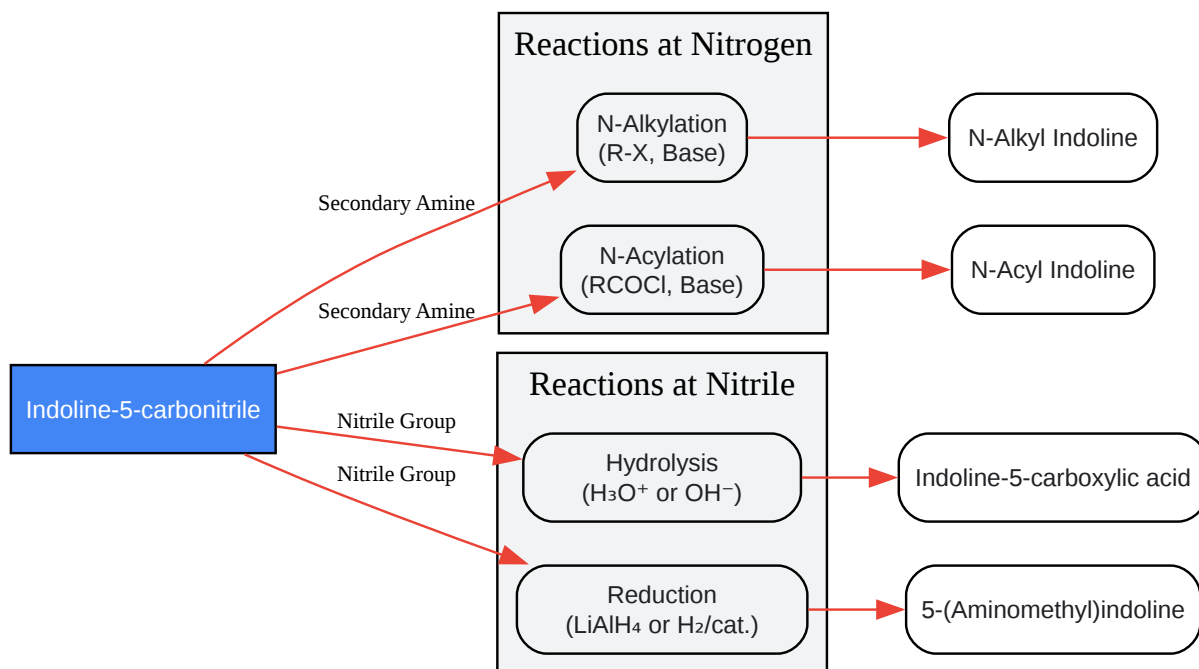 Reactions at Nitrogen
N-Alkylation
(R-X, Base)
N-Alkyl Indoline
Secondary Amine
N-Acylation
(RCOCl, Base)
N-Acyl Indoline
Secondary Amine
Indoline-5-carbonitrile
Reactions at Nitrile
Nitrile Group
Hydrolysis
(H₃O⁺ or OH⁻)
Indoline-5-carboxylic acid
Nitrile Group
Reduction
(LiAlH₄ or H₂/cat.)
5-(Aminomethyl)indoline